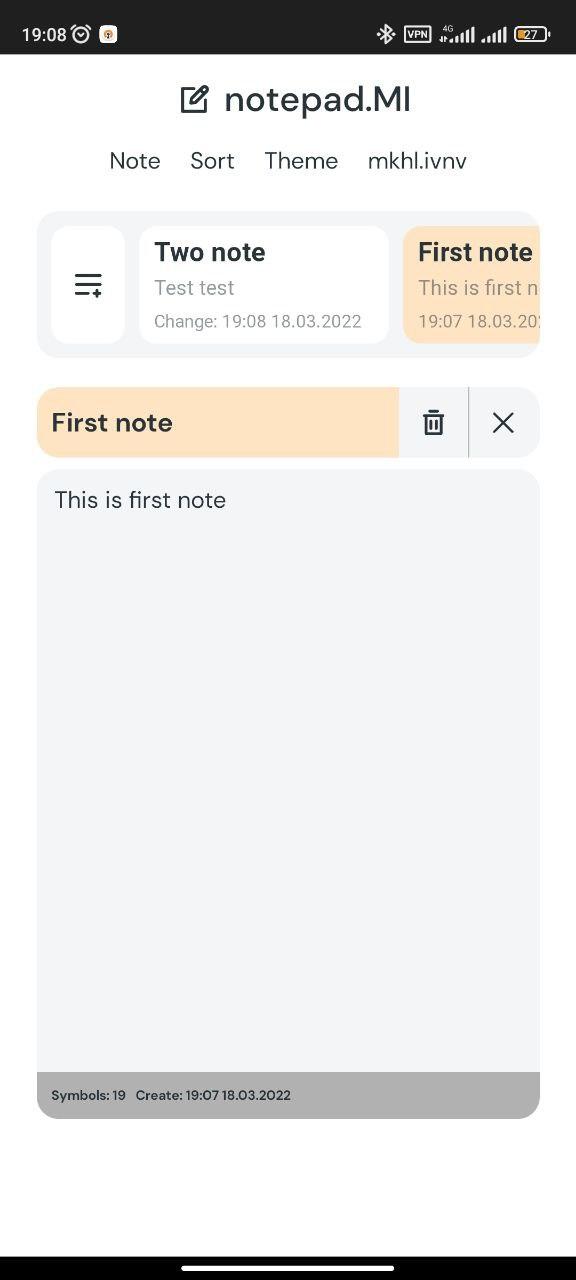 19:08 VPN 4G 27
notepad.MI
Note Sort Theme mkhl.ivnv
Two note
Test test
Change: 19:08 18.03.2022
First note
This is first n
19:07 18.03.20
First note
This is first note
Symbols: 19 Create: 19:07 18.03.2022